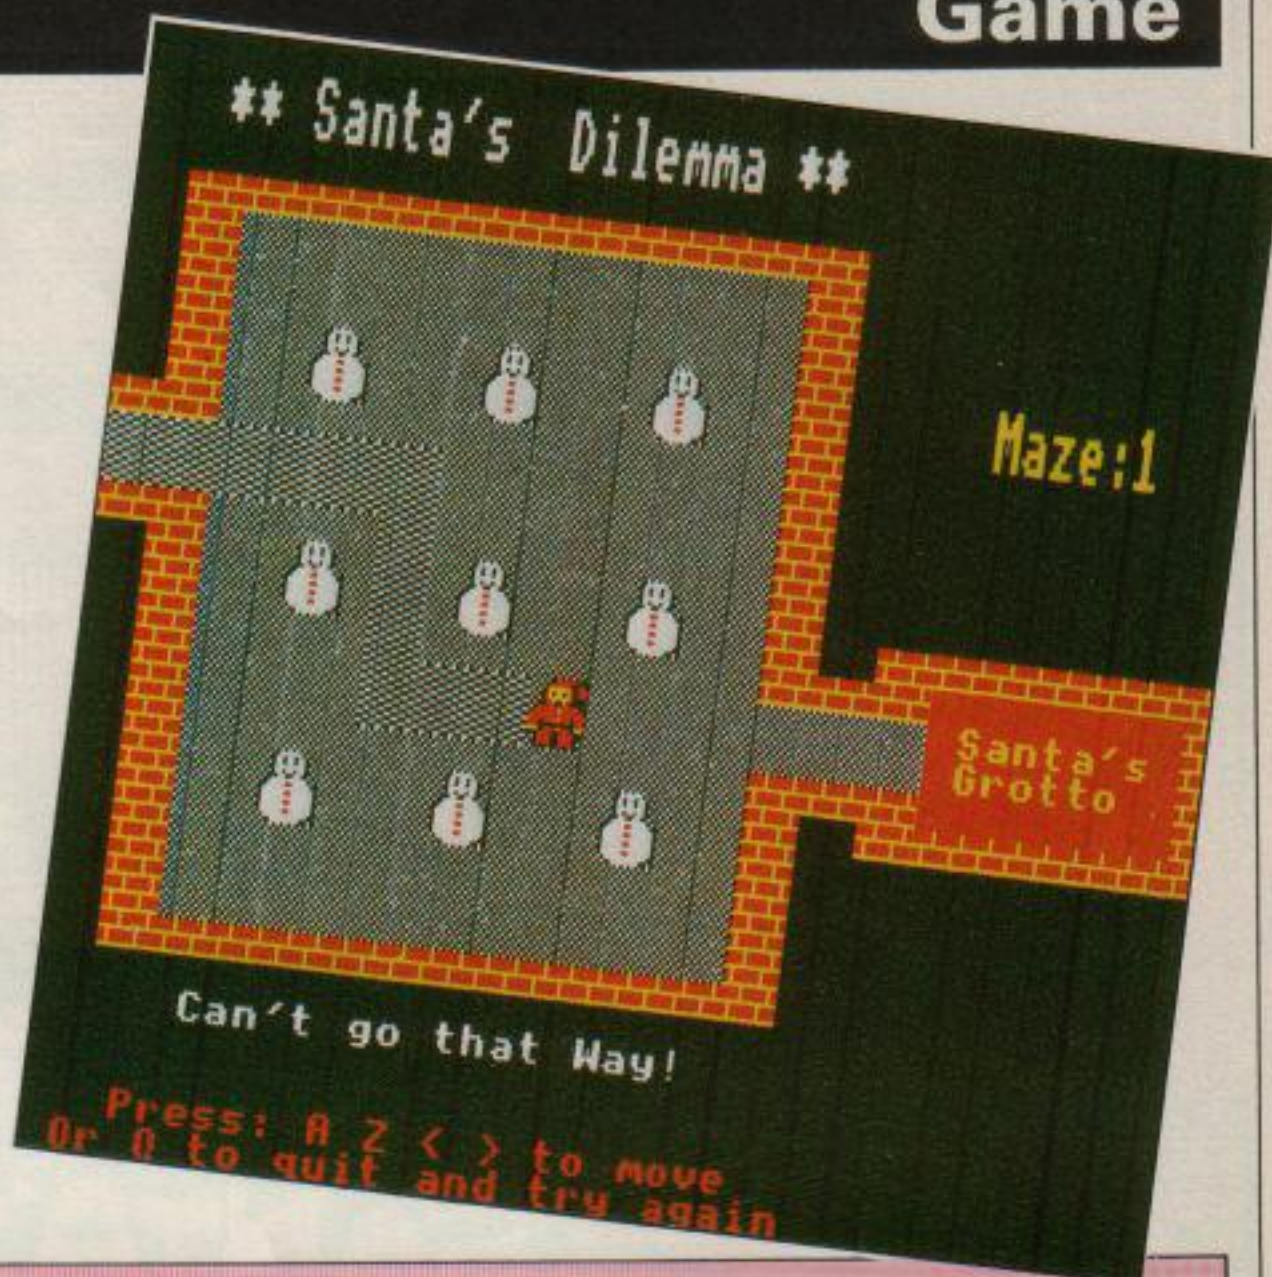 Game
** Santa's Dilemma **
Maze:1
Santa's
Grotto
Can't go that Way!
Press: A Z < > to move
Or Q to quit and try again